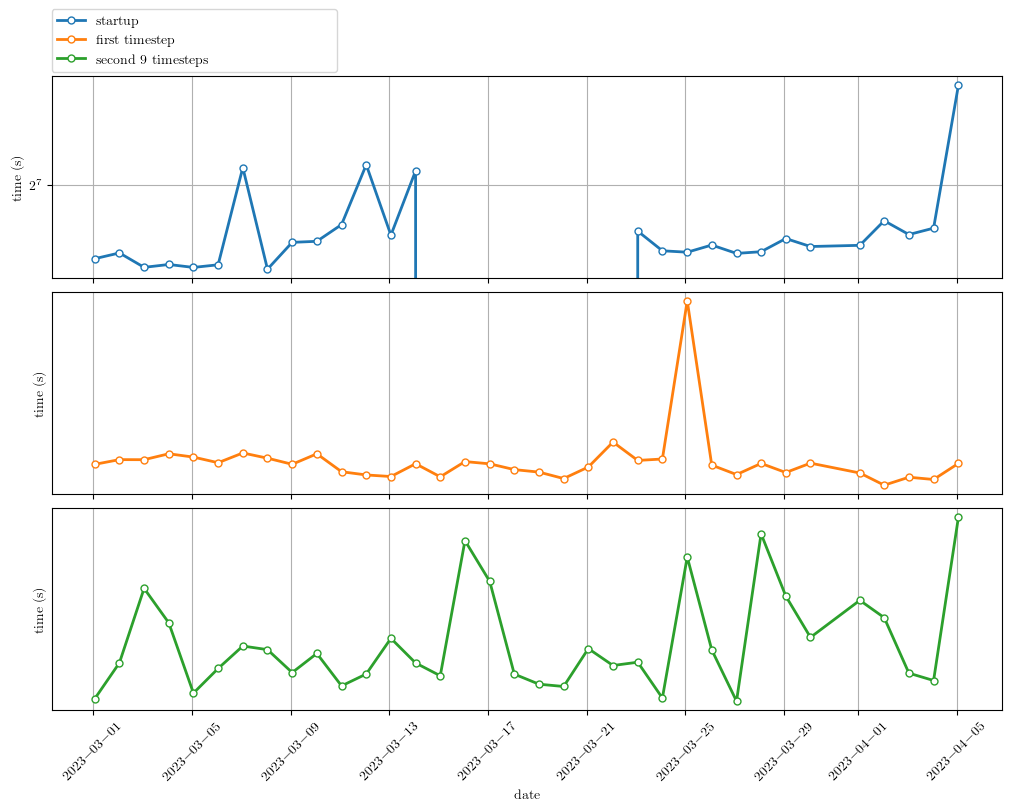 startup
first timestep
second 9 timesteps
time (s)
2^7
time (s)
time (s)
2023−03−01
2023−03−05
2023−03−09
2023−03−13
2023−03−17
2023−03−21
2023−03−25
2023−03−29
2023−04−01
2023−04−05
date